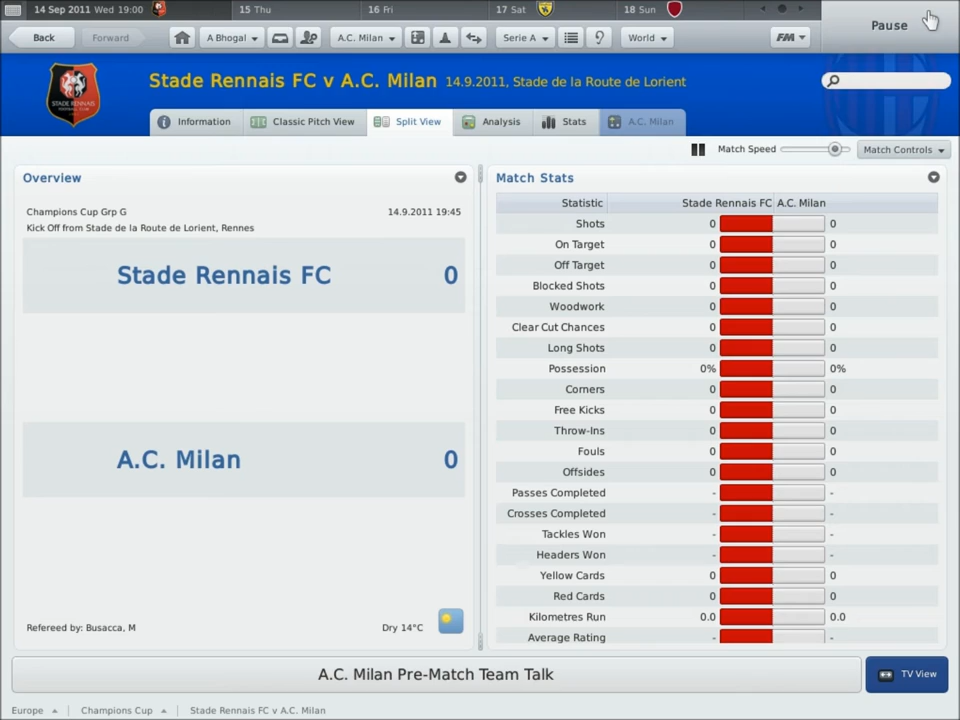 14 Sep 2011 Wed 19:00 15 Thu 16 Fri 17 Sat 18 Sun
Pause
Back Forward A Bhogal A.C. Milan Serie A World FM
Stade Rennais FC v A.C. Milan 14.9.2011, Stade de la Route de Lorient
STADE RENNAIS
Information Classic Pitch View Split View Analysis Stats A.C. Milan
Match Speed Match Controls
Overview
Champions Cup Grp G 14.9.2011 19:45
Kick Off from Stade de la Route de Lorient, Rennes
Stade Rennais FC 0
A.C. Milan 0
Refereed by: Busacca, M Dry 14°C
Match Stats
Statistic Stade Rennais FC A.C. Milan
Shots 0 0
On Target 0 0
Off Target 0 0
Blocked Shots 0 0
Woodwork 0 0
Clear Cut Chances 0 0
Long Shots 0 0
Possession 0% 0%
Corners 0 0
Free Kicks 0 0
Throw-Ins 0 0
Fouls 0 0
Offsides 0 0
Passes Completed - -
Crosses Completed - -
Tackles Won - -
Headers Won - -
Yellow Cards 0 0
Red Cards 0 0
Kilometres Run 0.0 0.0
Average Rating - -
A.C. Milan Pre-Match Team Talk
TV View
Europe Champions Cup Stade Rennais FC v A.C. Milan